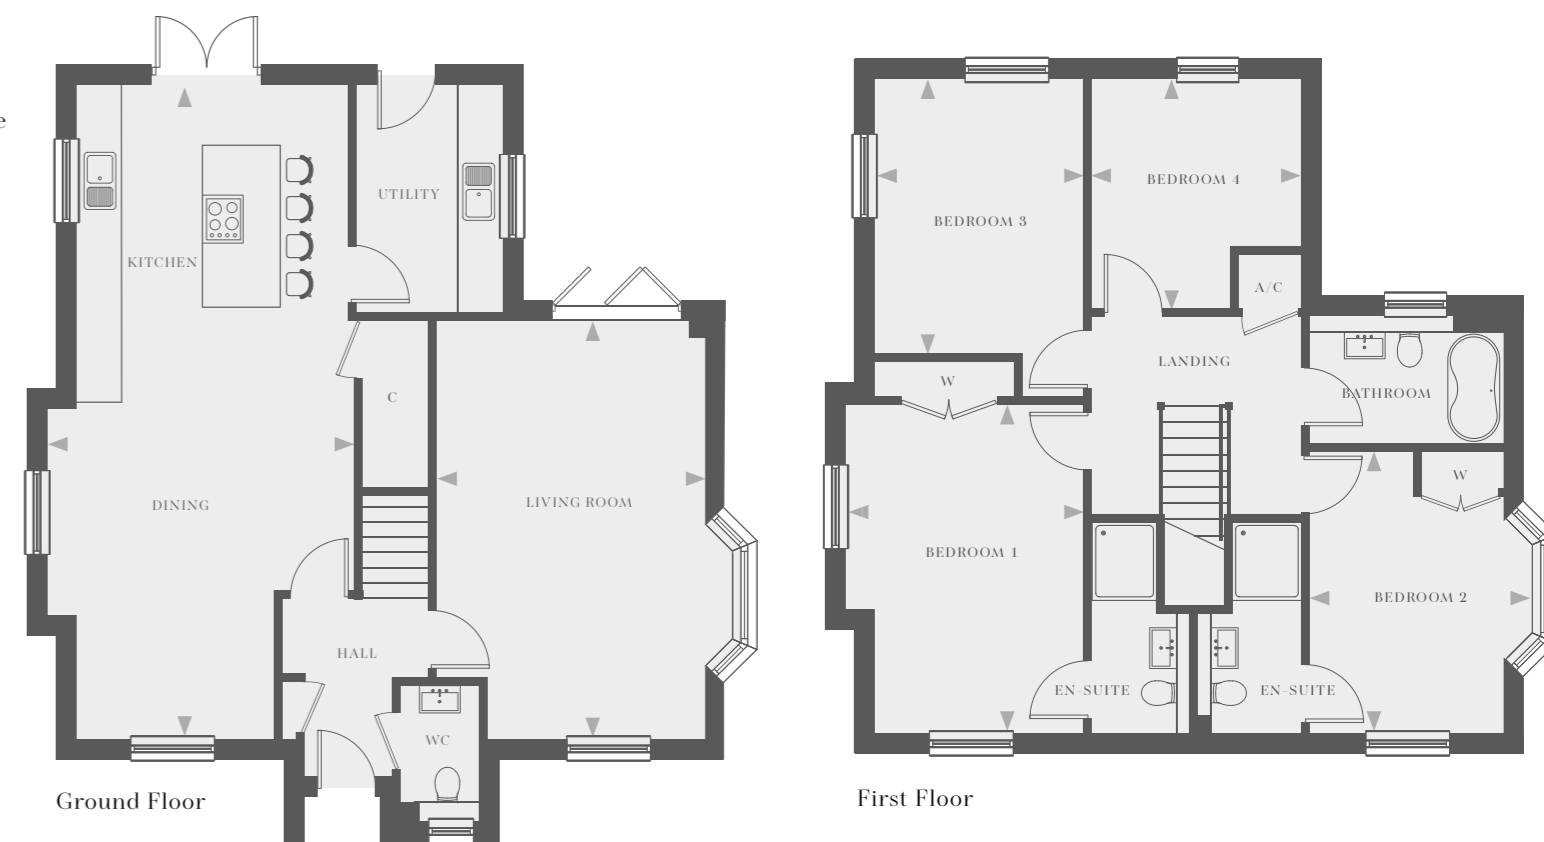 e
KITCHEN
UTILITY
C
DINING
LIVING ROOM
HALL
WC
Ground Floor
BEDROOM 3
BEDROOM 4
A/C
LANDING
W
BATHROOM
W
BEDROOM 1
BEDROOM 2
EN-SUITE
EN-SUITE
First Floor